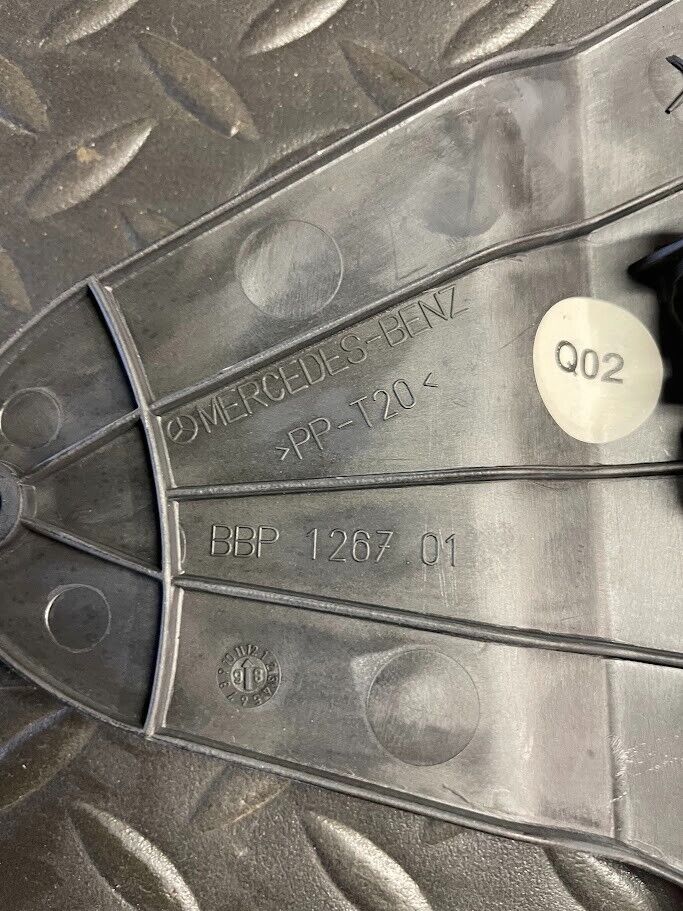 MERCEDES-BENZ
>PP-T20<
Q02
BBP 1267.01